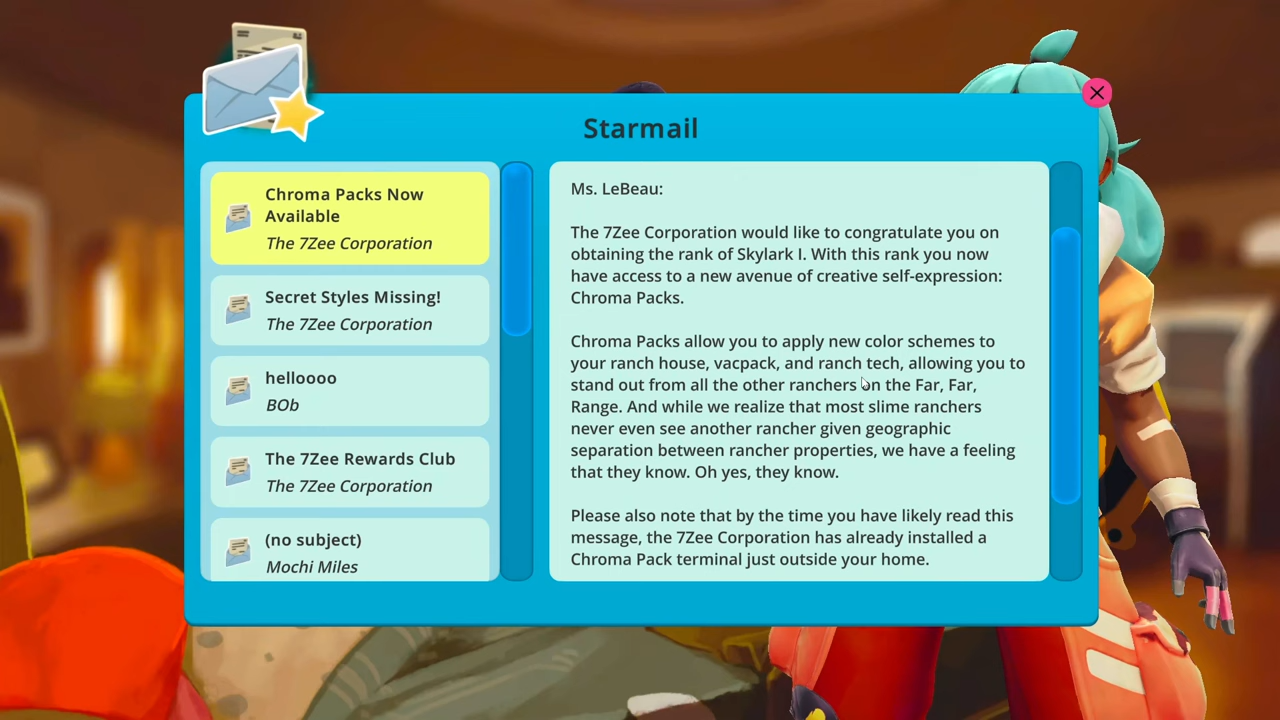 Starmail
Chroma Packs Now
Available
The 7Zee Corporation
Secret Styles Missing!
The 7Zee Corporation
helloooo
BOb
The 7Zee Rewards Club
The 7Zee Corporation
(no subject)
Mochi Miles
Ms. LeBeau:
The 7Zee Corporation would like to congratulate you on
obtaining the rank of Skylark I. With this rank you now
have access to a new avenue of creative self-expression:
Chroma Packs.
Chroma Packs allow you to apply new color schemes to
your ranch house, vacpack, and ranch tech, allowing you to
stand out from all the other ranchers on the Far, Far,
Range. And while we realize that most slime ranchers
never even see another rancher given geographic
separation between rancher properties, we have a feeling
that they know. Oh yes, they know.
Please also note that by the time you have likely read this
message, the 7Zee Corporation has already installed a
Chroma Pack terminal just outside your home.